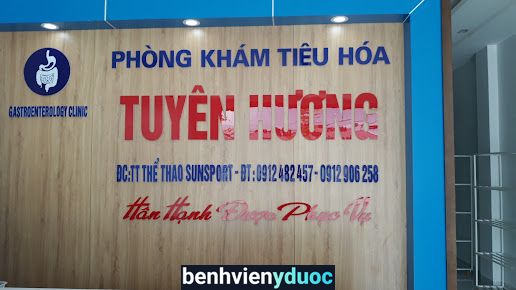 PHÒNG KHÁM TIÊU HÓA
GASTROENTEROLOGY CLINIC
TUYÊN HƯƠNG
ĐC:TT THỂ THAO SUNSPORT - ĐT: 0912 482 457- 0912 906 258
Hân Hạnh Được Phục Vụ
benhvienyduoc